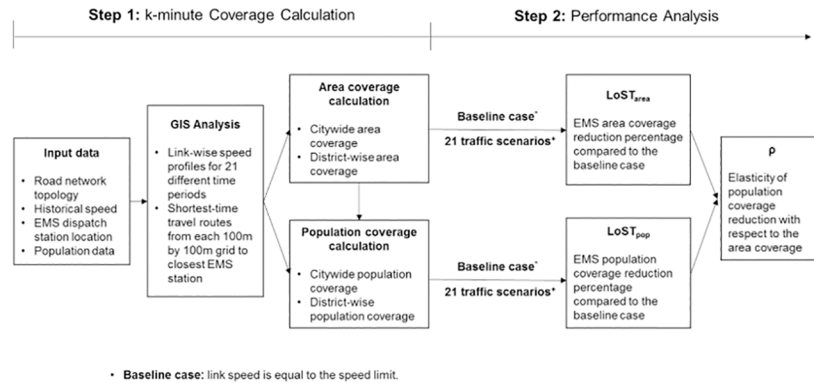 Step 1: k-minute Coverage Calculation
Step 2: Performance Analysis
Input data
• Road network
topology
• Historical speed
• EMS dispatch
station location
• Population data
GIS Analysis
• Link-wise speed
profiles for 21
different time
periods
• Shortest-time
travel routes
from each 100m
by 100m grid to
closest EMS
station
Area coverage
calculation
• Citywide area
coverage
• District-wise area
coverage
Population coverage
calculation
• Citywide population
coverage
• District-wise
population coverage
Baseline case*
21 traffic scenarios+
Baseline case*
21 traffic scenarios+
LoSTarea
EMS area coverage
reduction percentage
compared to the
baseline case
LoSTpop
EMS population
coverage reduction
percentage
compared to the
baseline case
ρ
Elasticity of
population
coverage
reduction with
respect to the
area coverage
• Baseline case: link speed is equal to the speed limit.